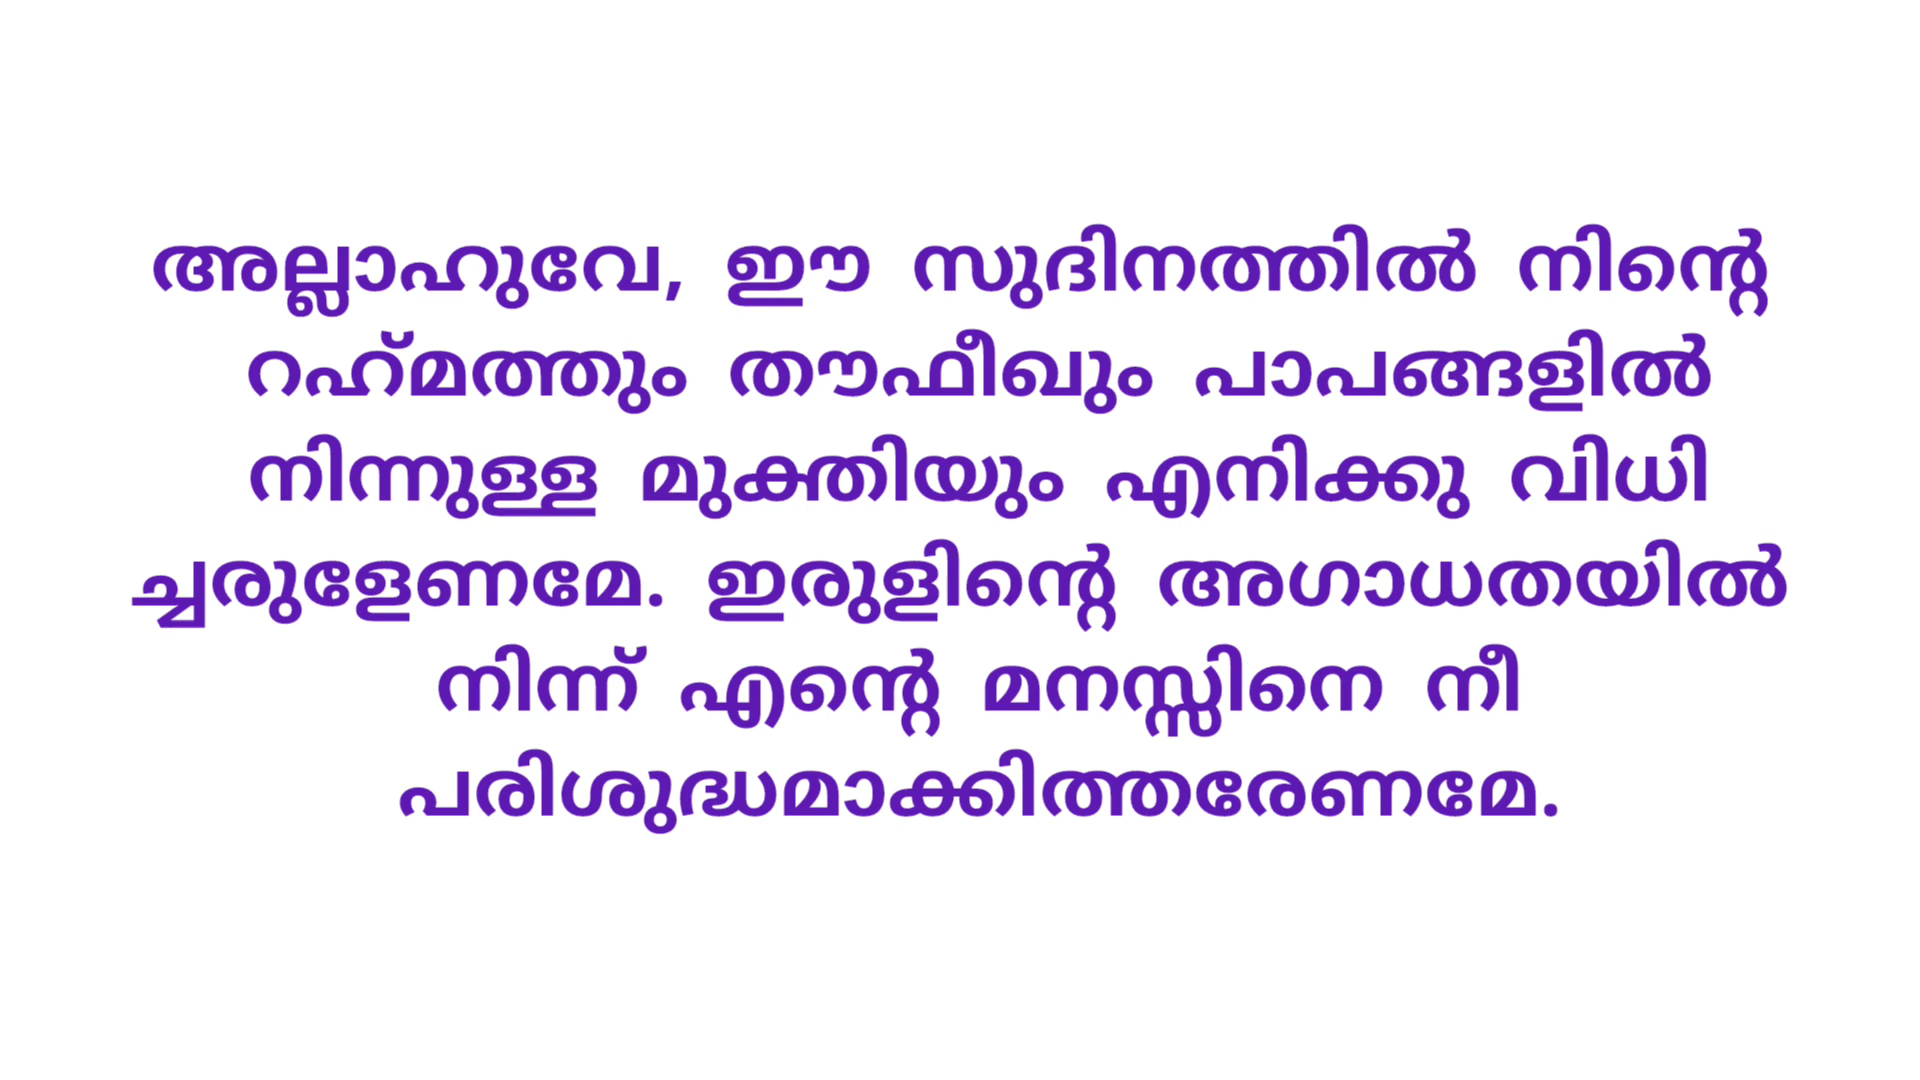 അല്ലാഹുവേ, ഈ സുദിനത്തിൽ നിന്റെ
റഹ്‌മത്തും തൗഫീഖും പാപങ്ങളിൽ
നിന്നുള്ള മുക്തിയും എനിക്കു വിധി
ച്ചരുളേണമേ. ഇരുളിന്റെ അഗാധതയിൽ
നിന്ന് എന്റെ മനസ്സിനെ നീ
പരിശുദ്ധമാക്കിത്തരേണമേ.